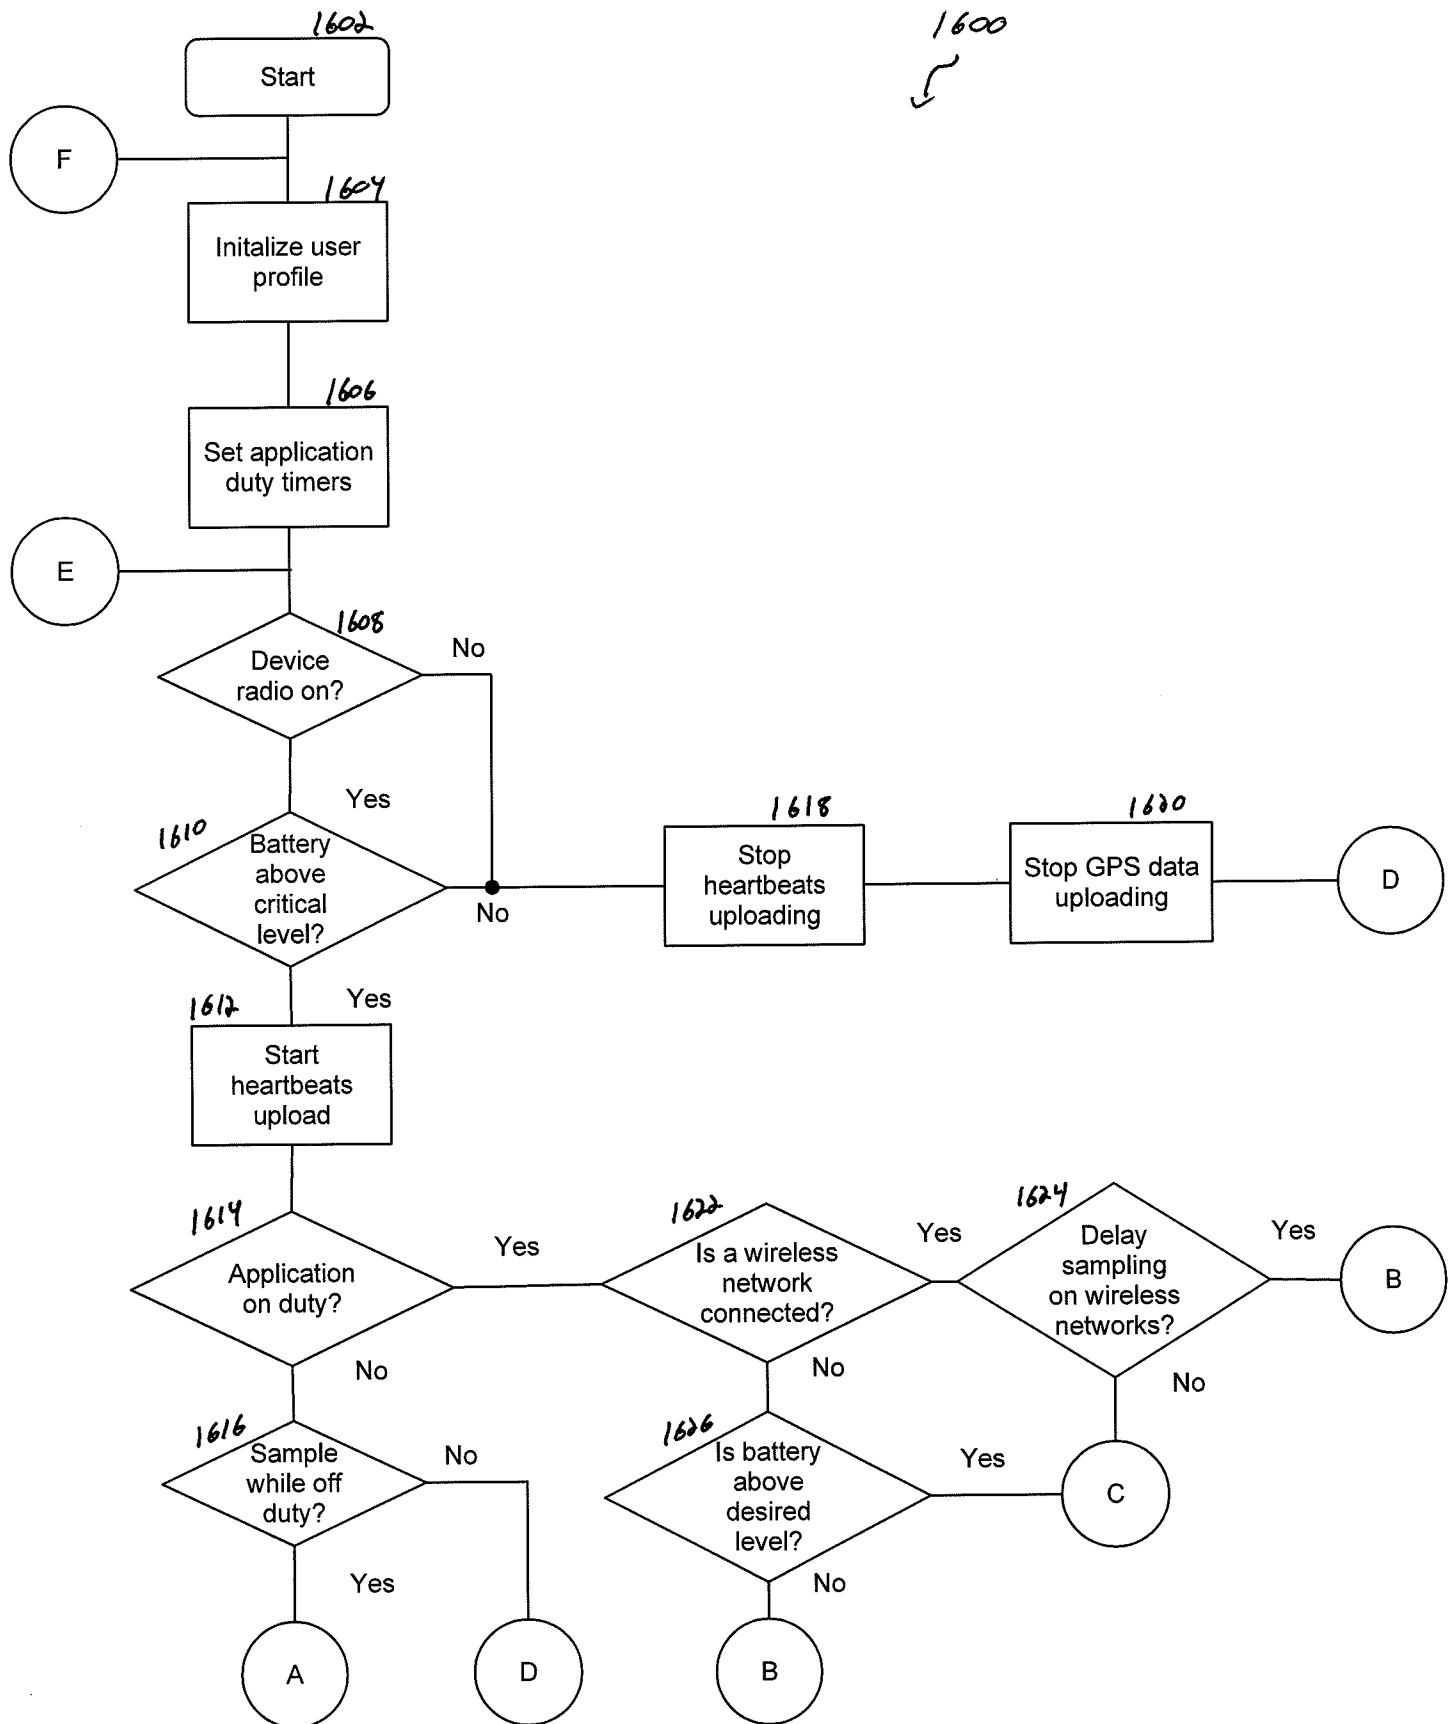 1602
1600
Start
F
1604
Initalize user
profile
1606
Set application
duty timers
E
1608
No
Device
radio on?
Yes
1610
Battery
above
critical
level?
No
1618
Stop
heartbeats
uploading
1620
Stop GPS data
uploading
D
Yes
1612
Start
heartbeats
upload
1614
Application
on duty?
Yes
1622
Is a wireless
network
connected?
Yes
1624
Delay
sampling
on wireless
networks?
Yes
B
No
No
No
1616
Sample
while off
duty?
No
1626
Is battery
above
desired
level?
Yes
C
Yes
No
A
D
B